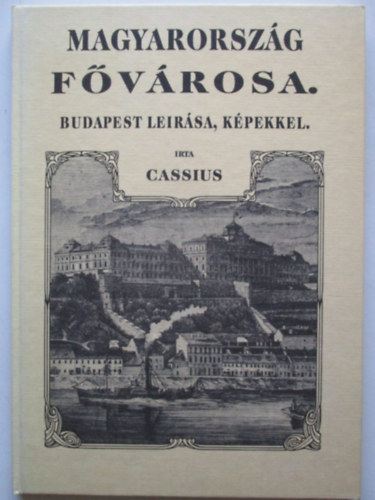 MAGYARORSZÁG
FŐVÁROSA.
BUDAPEST LEIRÁSA, KÉPEKKEL.
IRTA
CASSIUS